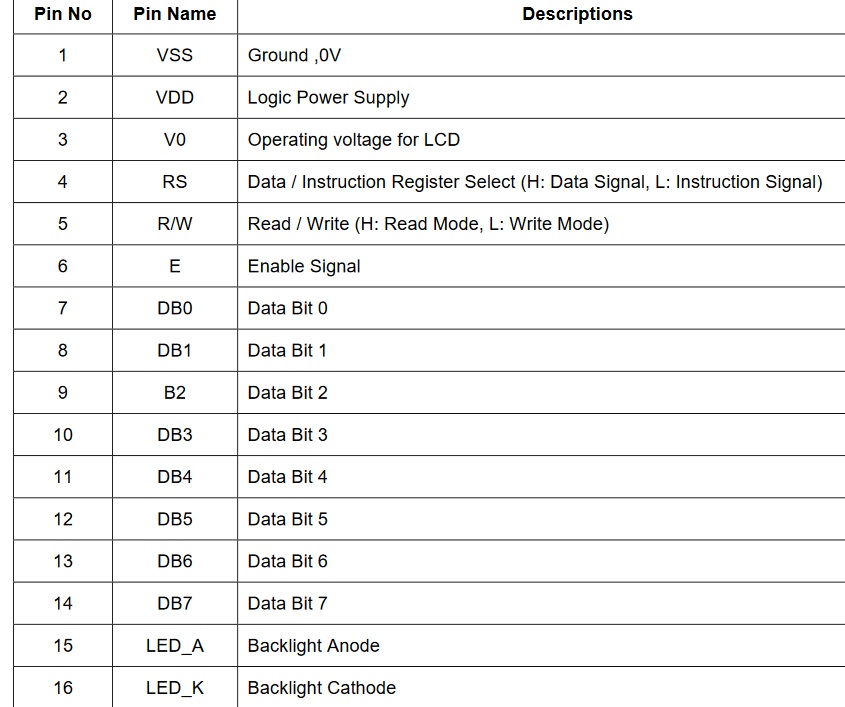 Pin No Pin Name Descriptions
1 VSS Ground ,0V
2 VDD Logic Power Supply
3 V0 Operating voltage for LCD
4 RS Data / Instruction Register Select (H: Data Signal, L: Instruction Signal)
5 R/W Read / Write (H: Read Mode, L: Write Mode)
6 E Enable Signal
7 DB0 Data Bit 0
8 DB1 Data Bit 1
9 B2 Data Bit 2
10 DB3 Data Bit 3
11 DB4 Data Bit 4
12 DB5 Data Bit 5
13 DB6 Data Bit 6
14 DB7 Data Bit 7
15 LED_A Backlight Anode
16 LED_K Backlight Cathode